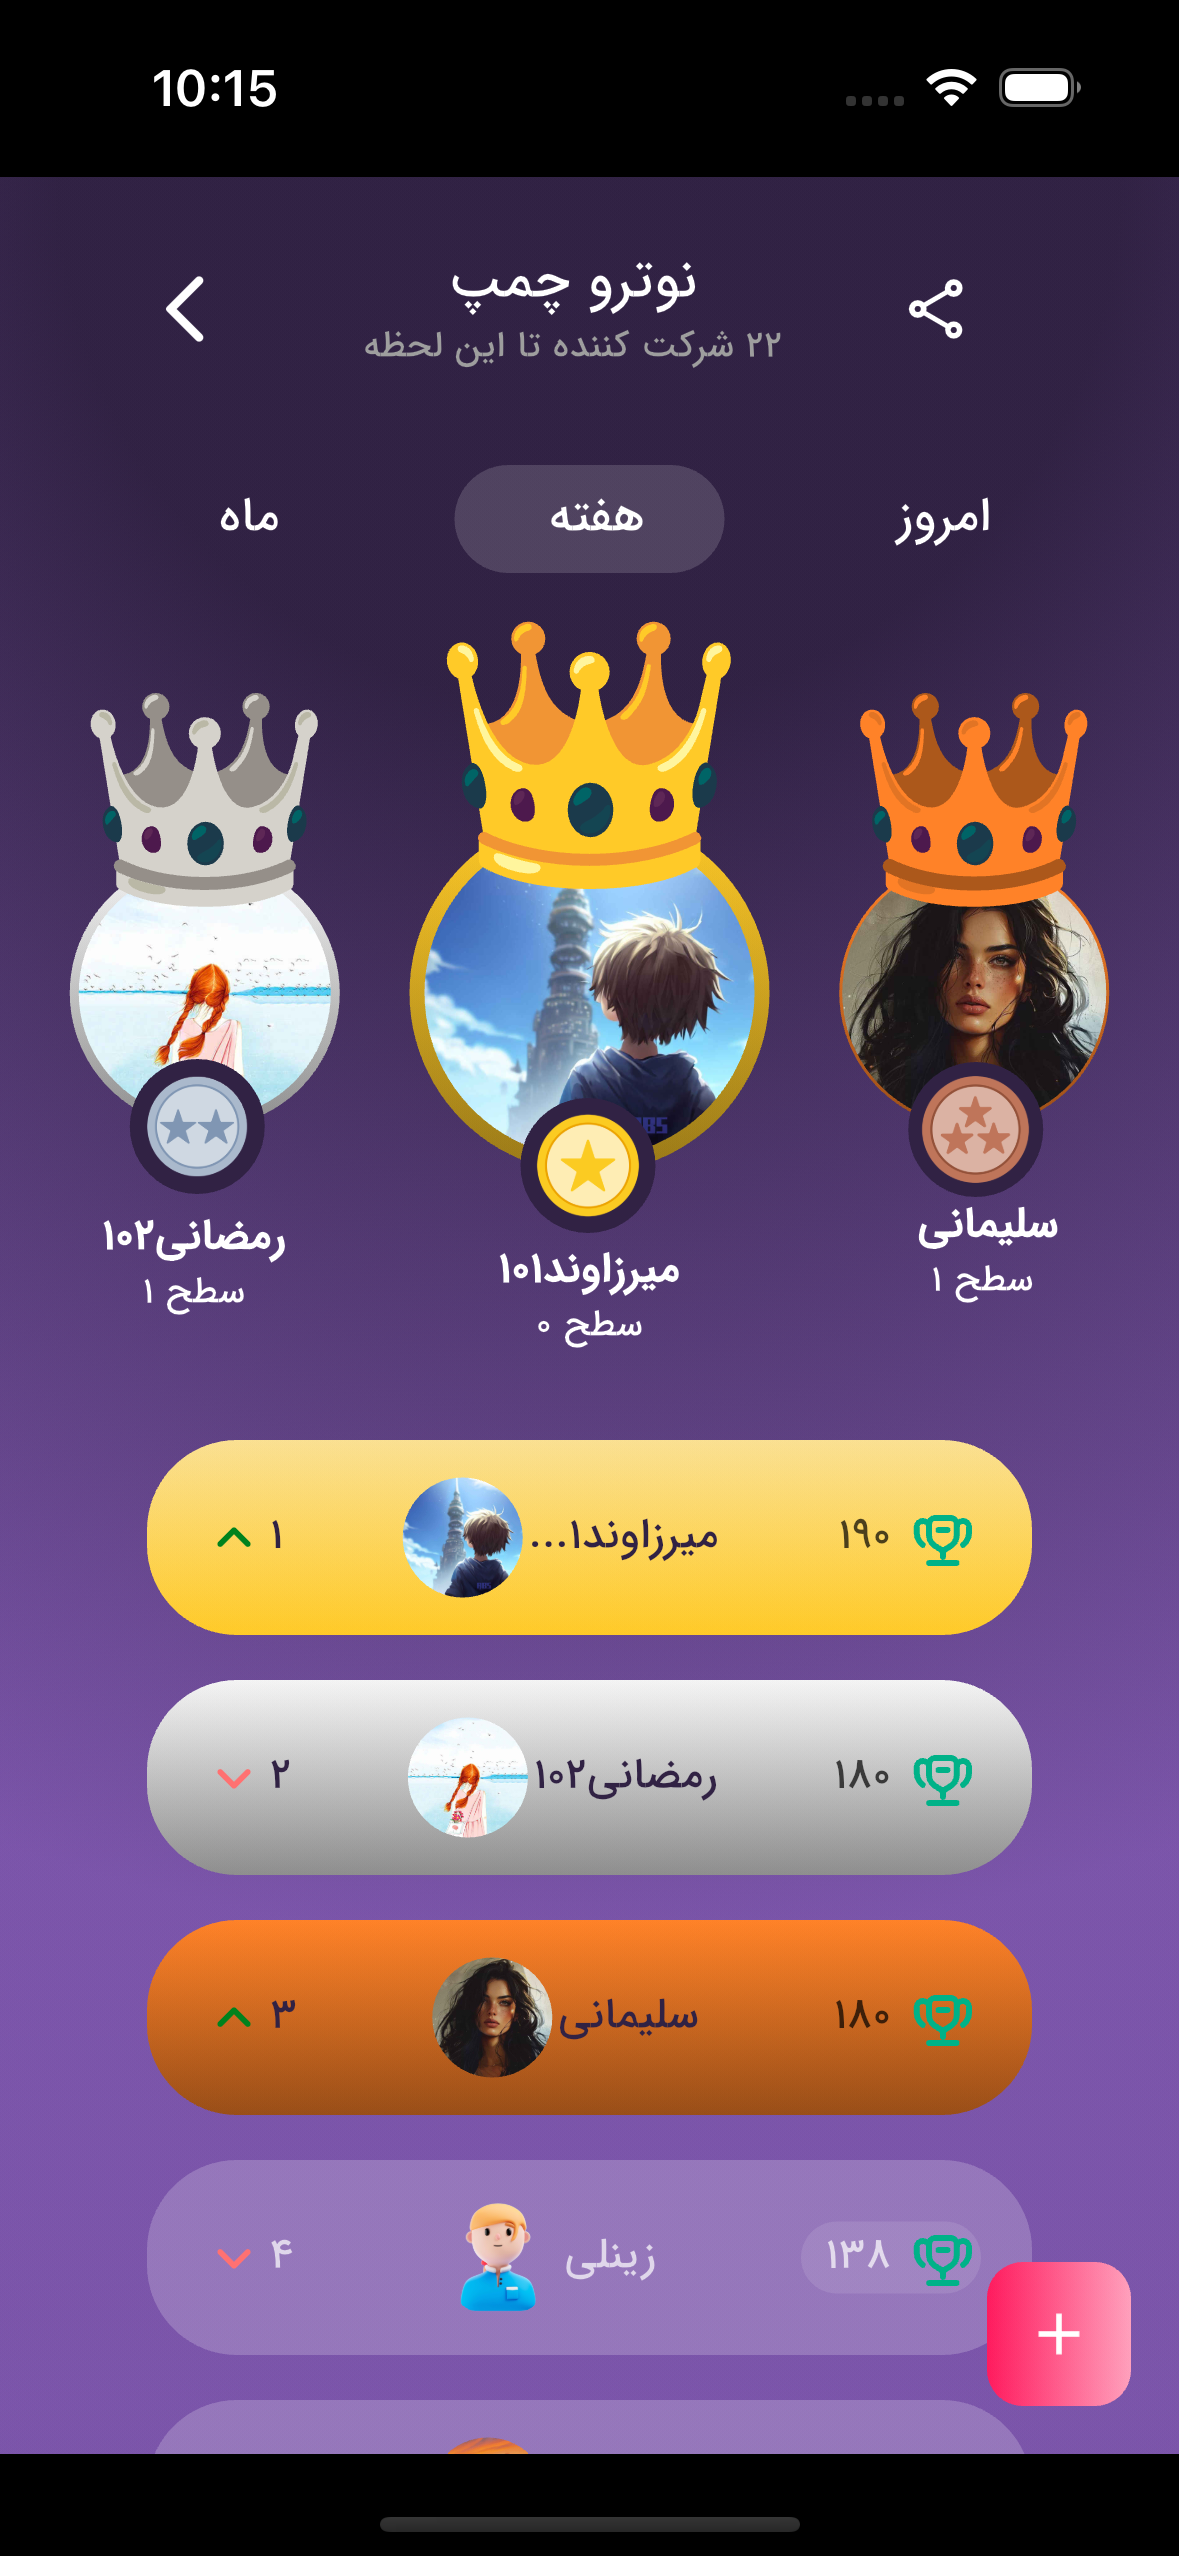 10:15
نوترو چمپ
۲۲ شرکت کننده تا این لحظه
امروز
هفته
ماه
سلیمانی
سطح ۱
میرزاوند۱۰۱
سطح ۰
رمضانی۱۰۲
سطح ۱
۱۹۰ میرزاوند۱... ۱
۱۸۰ رمضانی۱۰۲ ۲
۱۸۰ سلیمانی ۳
۱۳۸ زینلی ۴